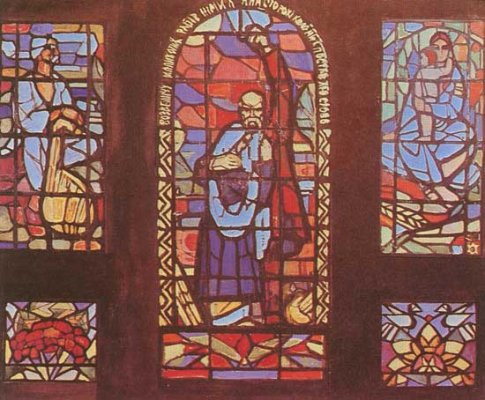 ВОЗВЕЛИЧУ МАЛИХ ОТИХ РАБІВ НІМИХ Я НА СТОРОЖІ КОЛО ЇХ ПОСТАВЛЮ СЛОВО